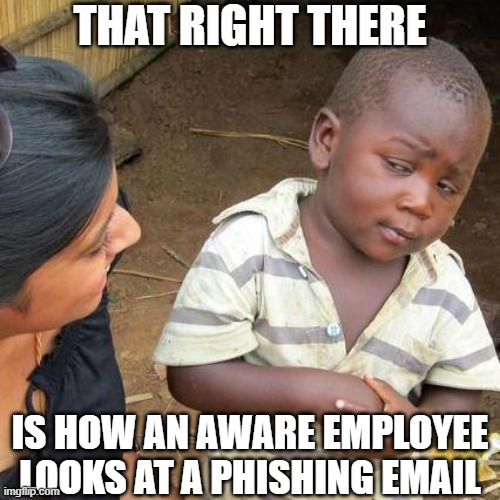 THAT RIGHT THERE
IS HOW AN AWARE EMPLOYEE
LOOKS AT A PHISHING EMAIL
imgflip.com